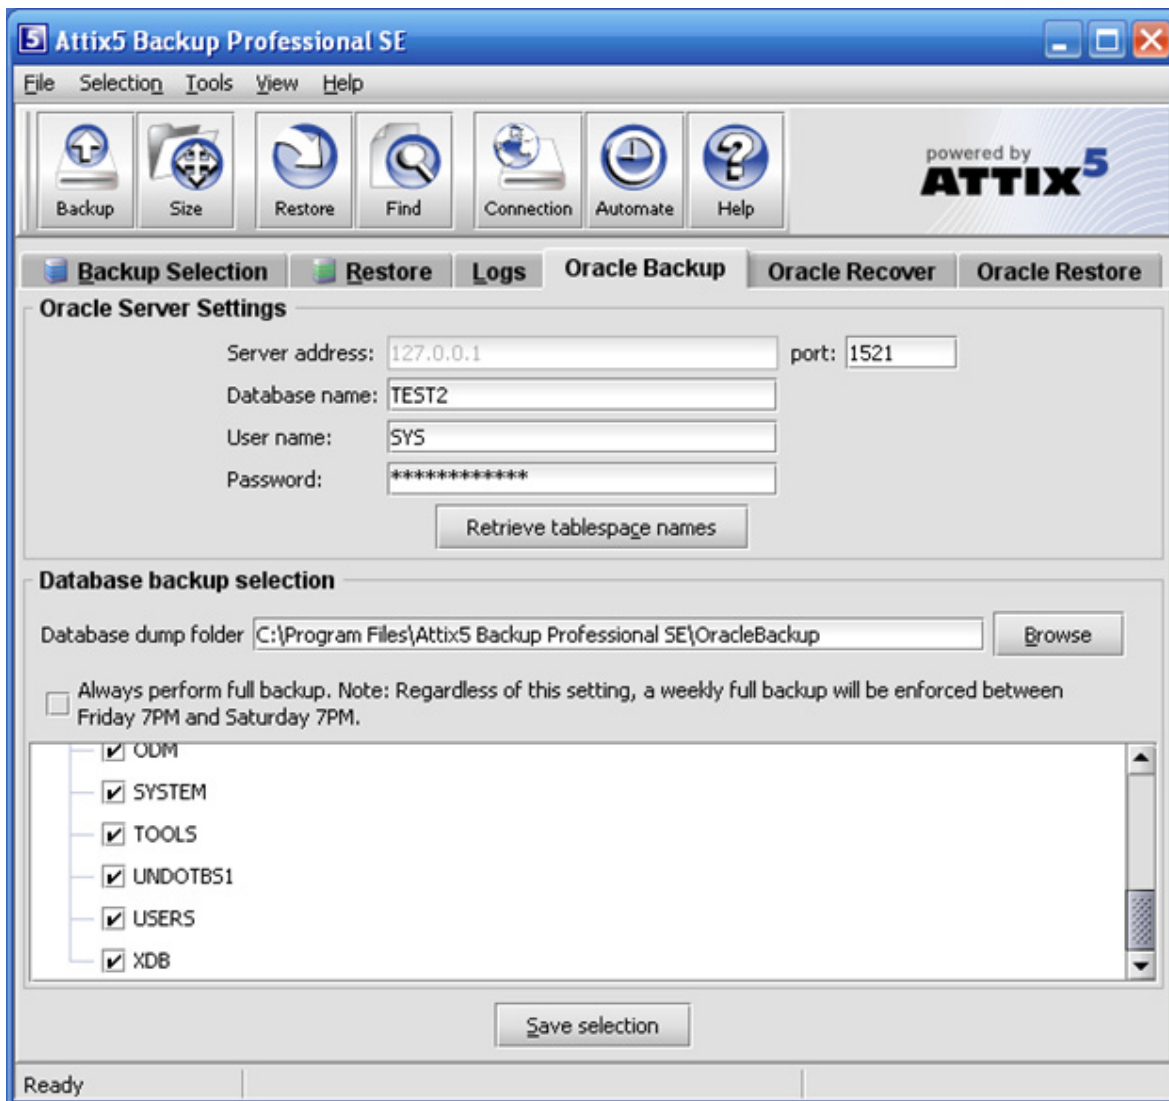 5 Attix5 Backup Professional SE
File Selection Tools View Help
Backup Size Restore Find Connection Automate Help
powered by
ATTIX5
Backup Selection Restore Logs Oracle Backup Oracle Recover Oracle Restore
Oracle Server Settings
Server address: 127.0.0.1 port: 1521
Database name: TEST2
User name: SYS
Password: ************
Retrieve tablespace names
Database backup selection
Database dump folder C:\Program Files\Attix5 Backup Professional SE\OracleBackup Browse
Always perform full backup. Note: Regardless of this setting, a weekly full backup will be enforced between
Friday 7PM and Saturday 7PM.
ODM
SYSTEM
TOOLS
UNDOTBS1
USERS
XDB
Save selection
Ready